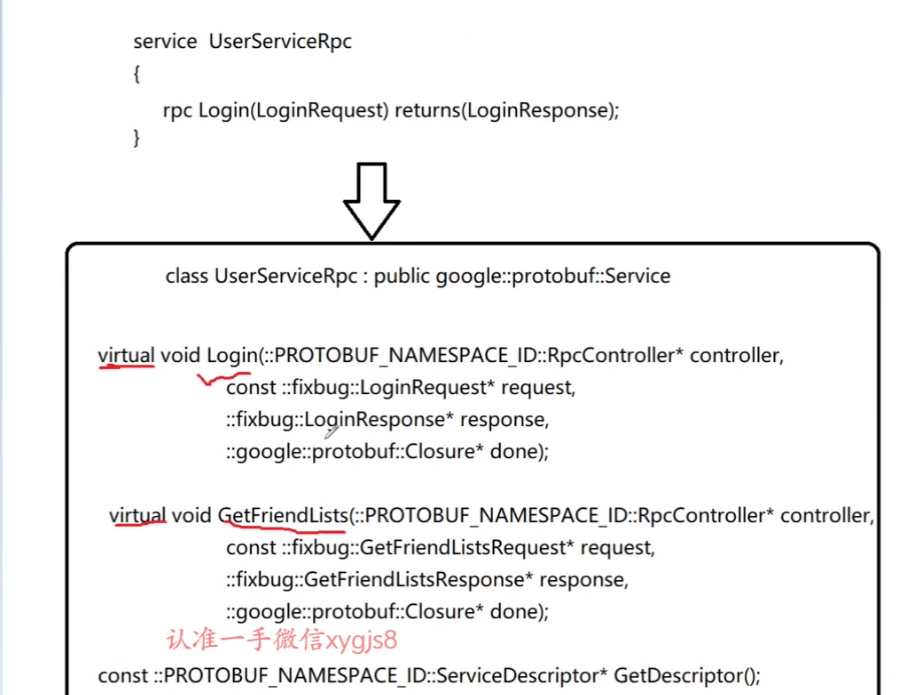 service UserServiceRpc
{
rpc Login(LoginRequest) returns(LoginResponse);
}
class UserServiceRpc : public google::protobuf::Service
virtual void Login(::PROTOBUF_NAMESPACE_ID::RpcController* controller,
const ::fixbug::LoginRequest* request,
::fixbug::LoginResponse* response,
::google::protobuf::Closure* done);
virtual void GetFriendLists(::PROTOBUF_NAMESPACE_ID::RpcController* controller,
const ::fixbug::GetFriendListsRequest* request,
::fixbug::GetFriendListsResponse* response,
::google::protobuf::Closure* done);
认准一手微信xygjs8
const ::PROTOBUF_NAMESPACE_ID::ServiceDescriptor* GetDescriptor();